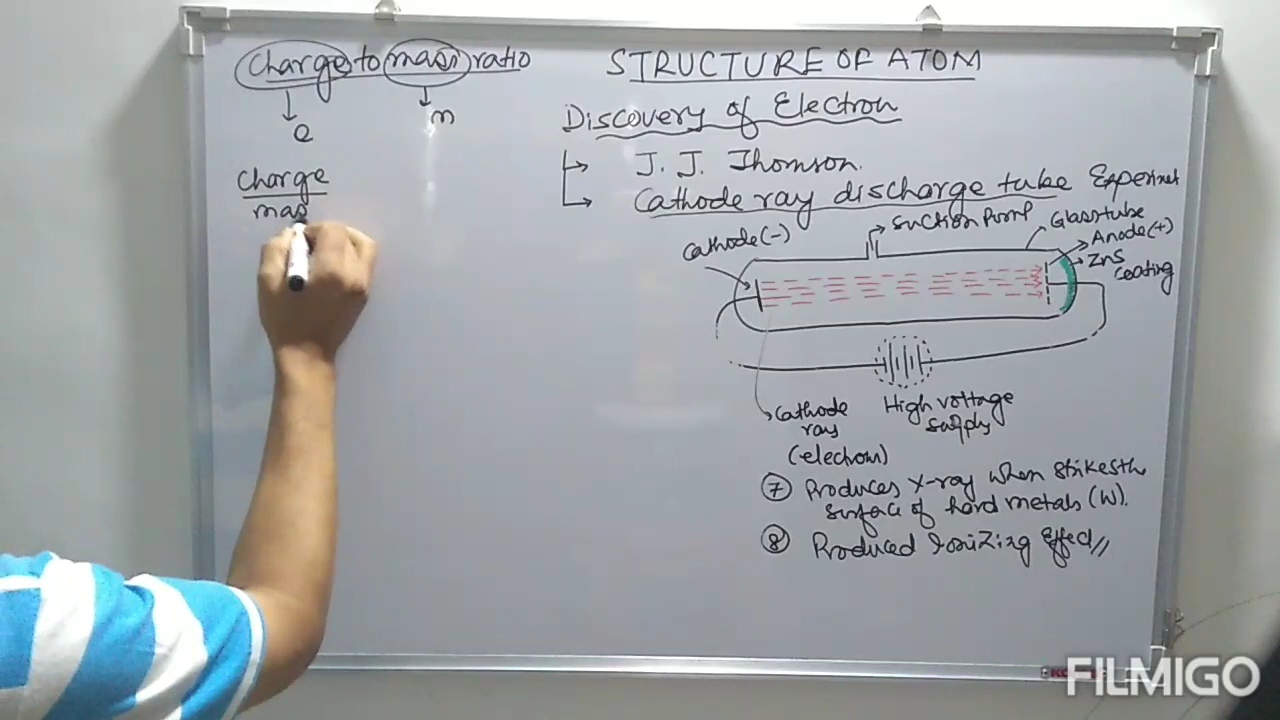 charge to mass ratio
e
m
charge
mas
STRUCTURE OF ATOM
Discovery of Electron
J. J. Thomson.
Cathode ray discharge tube Experiment
Cathode (-)
Suction Pump
Glass tube
Anode (+)
ZnS
coating
Cathode
ray
(electrons)
High voltage
supply
7 Produces X-ray when strikes the
surface of hard metals (W).
8 Produced Ionizing Effect //
FILMIGO